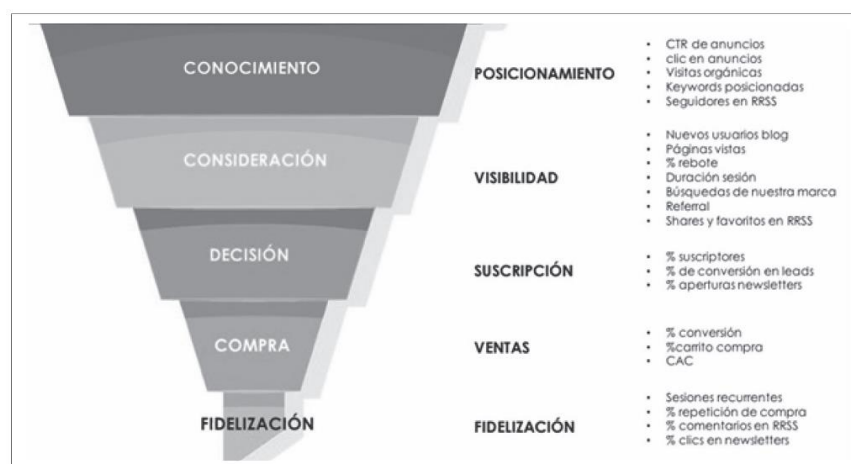 CONOCIMIENTO
POSICIONAMIENTO
• CTR de anuncios
• clic en anuncios
• Visitas orgánicas
• Keywords posicionadas
• Seguidores en RRSS
CONSIDERACIÓN
VISIBILIDAD
• Nuevos usuarios blog
• Páginas vistas
• % rebote
• Duración sesión
• Búsquedas de nuestra marca
• Referral
• Shares y favoritos en RRSS
DECISIÓN
SUSCRIPCIÓN
• % suscriptores
• % de conversión en leads
• % aperturas newsletters
COMPRA
VENTAS
• % conversión
• %carrito compra
• CAC
FIDELIZACIÓN
FIDELIZACIÓN
• Sesiones recurrentes
• % repetición de compra
• % comentarios en RRSS
• % clics en newsletters